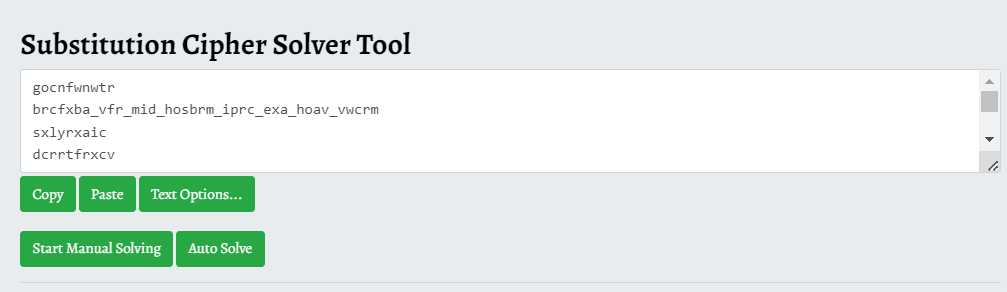 Substitution Cipher Solver Tool
gocnfwnwtr
brcfxba_vfr_mid_hosbrm_iprc_exa_hoav_vwcrm
sxlyrxaic
dcrrtfrxcv
Copy Paste Text Options...
Start Manual Solving Auto Solve